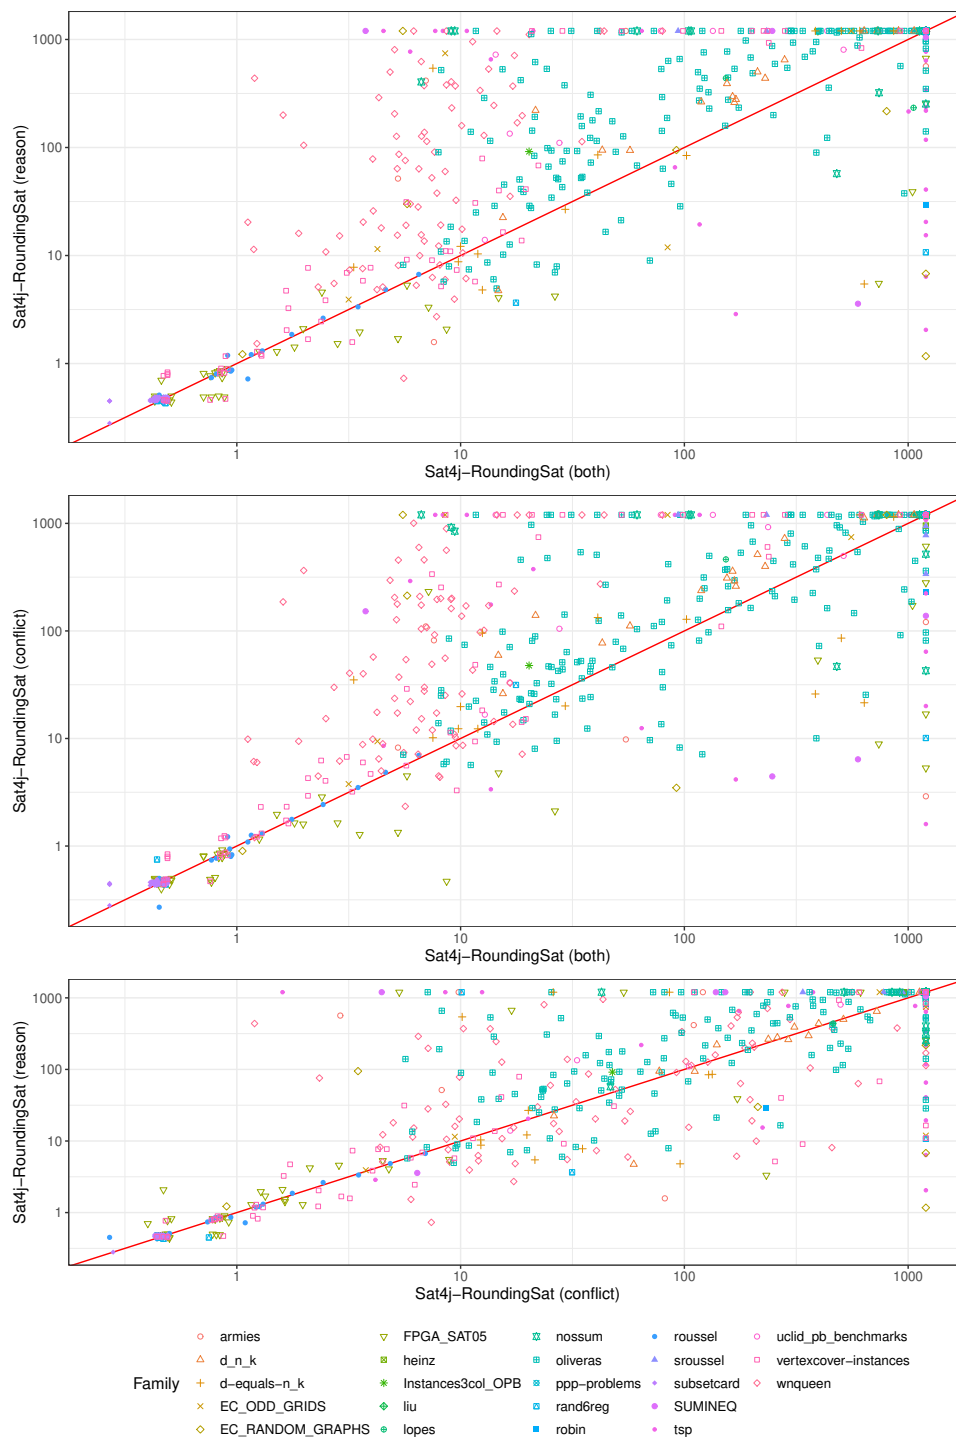 1000
100
10
1
Sat4j−RoundingSat (reason)
1 10 100 1000
Sat4j−RoundingSat (both)
1000
100
10
1
Sat4j−RoundingSat (conflict)
1 10 100 1000
Sat4j−RoundingSat (both)
1000
100
10
1
Sat4j−RoundingSat (reason)
1 10 100 1000
Sat4j−RoundingSat (conflict)
Family
armies
d_n_k
d−equals−n_k
EC_ODD_GRIDS
EC_RANDOM_GRAPHS
FPGA_SAT05
heinz
Instances3col_OPB
liu
lopes
nossum
oliveras
ppp−problems
rand6reg
robin
roussel
sroussel
subsetcard
SUMINEQ
tsp
uclid_pb_benchmarks
vertexcover−instances
wnqueen